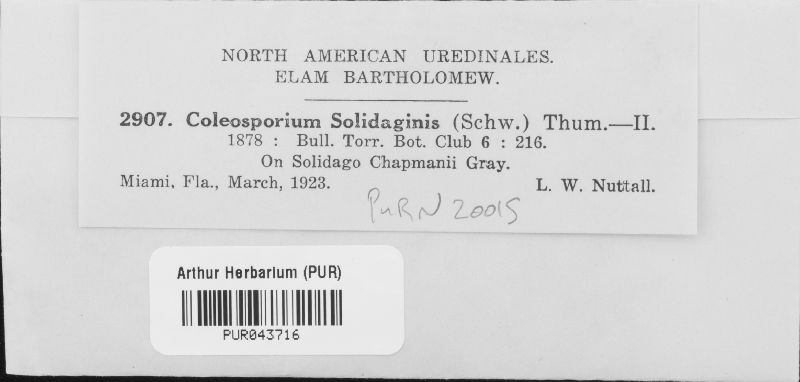 NORTH AMERICAN UREDINALES.
ELAM BARTHOLOMEW.
2907. Coleosporium Solidaginis (Schw.) Thum.—II.
1878 : Bull. Torr. Bot. Club 6 : 216.
On Solidago Chapmanii Gray.
Miami, Fla., March, 1923. L. W. Nuttall.
PURN 20015
Arthur Herbarium (PUR)
PUR043716